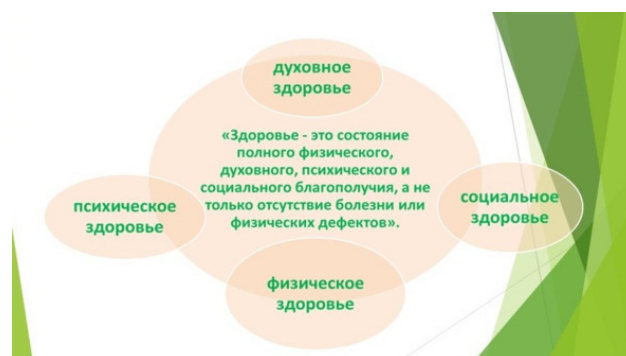 духовное
здоровье
«Здоровье - это состояние
полного физического,
духовного, психического и
социального благополучия, а не
только отсутствие болезни или
физических дефектов».
психическое
здоровье
социальное
здоровье
физическое
здоровье